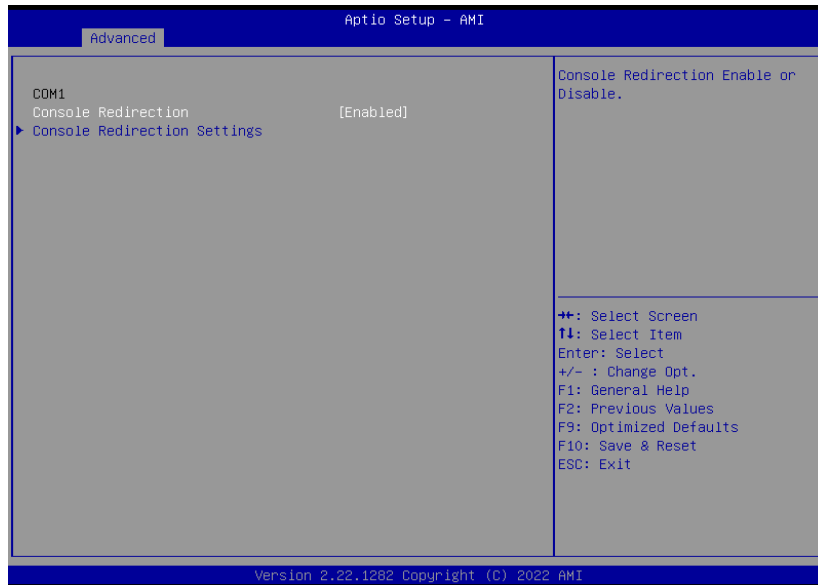 Aptio Setup – AMI
Advanced
COM1
Console Redirection [Enabled]
▶ Console Redirection Settings
Console Redirection Enable or
Disable.
→←: Select Screen
↑↓: Select Item
Enter: Select
+/- : Change Opt.
F1: General Help
F2: Previous Values
F9: Optimized Defaults
F10: Save & Reset
ESC: Exit
Version 2.22.1282 Copyright (C) 2022 AMI